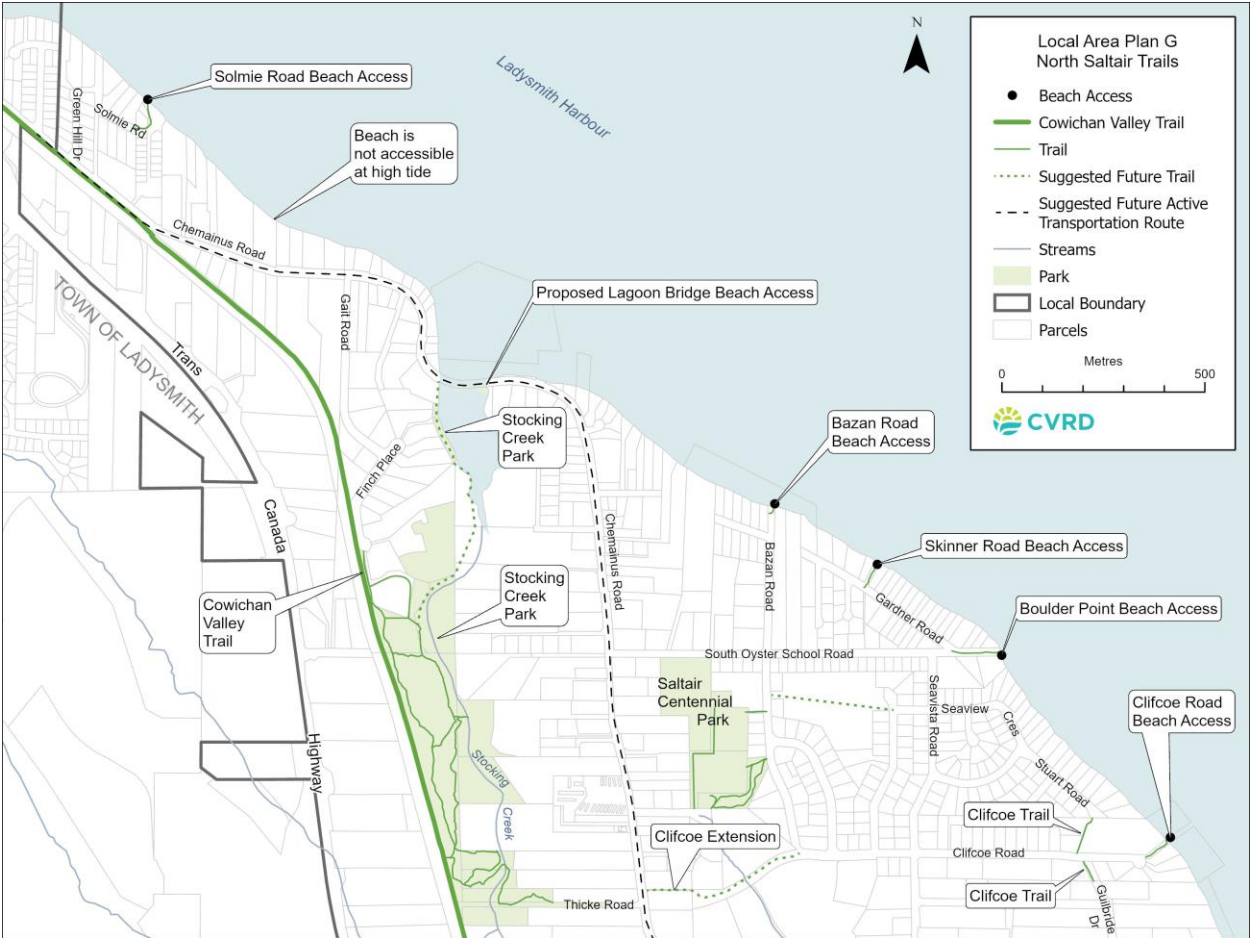 Solmie Road Beach Access
Ladysmith Harbour
N
Local Area Plan G
North Saltair Trails
Beach Access
Cowichan Valley Trail
Trail
Suggested Future Trail
Suggested Future Active
Transportation Route
Streams
Park
Local Boundary
Parcels
Metres
0 500
CVRD
Green Hill Dr
Solmie Rd
Beach is
not accessible
at high tide
Chemainus Road
TOWN OF LADYSMITH
Trans
Canada
Highway
Gait Road
Proposed Lagoon Bridge Beach Access
Stocking
Creek
Park
Finch Place
Bazan Road
Beach Access
Chemainus Road
Bazan Road
Skinner Road Beach Access
Cowichan
Valley
Trail
Stocking
Creek
Park
Gardner Road
Boulder Point Beach Access
South Oyster School Road
Saltair
Centennial
Park
Seavista Road
Seaview
Cres
Clifcoe Road
Beach Access
Stocking
Creek
Stuart Road
Clifcoe Trail
Clifcoe Extension
Clifcoe Road
Clifcoe Trail
Thicke Road
Guilbride
Dr